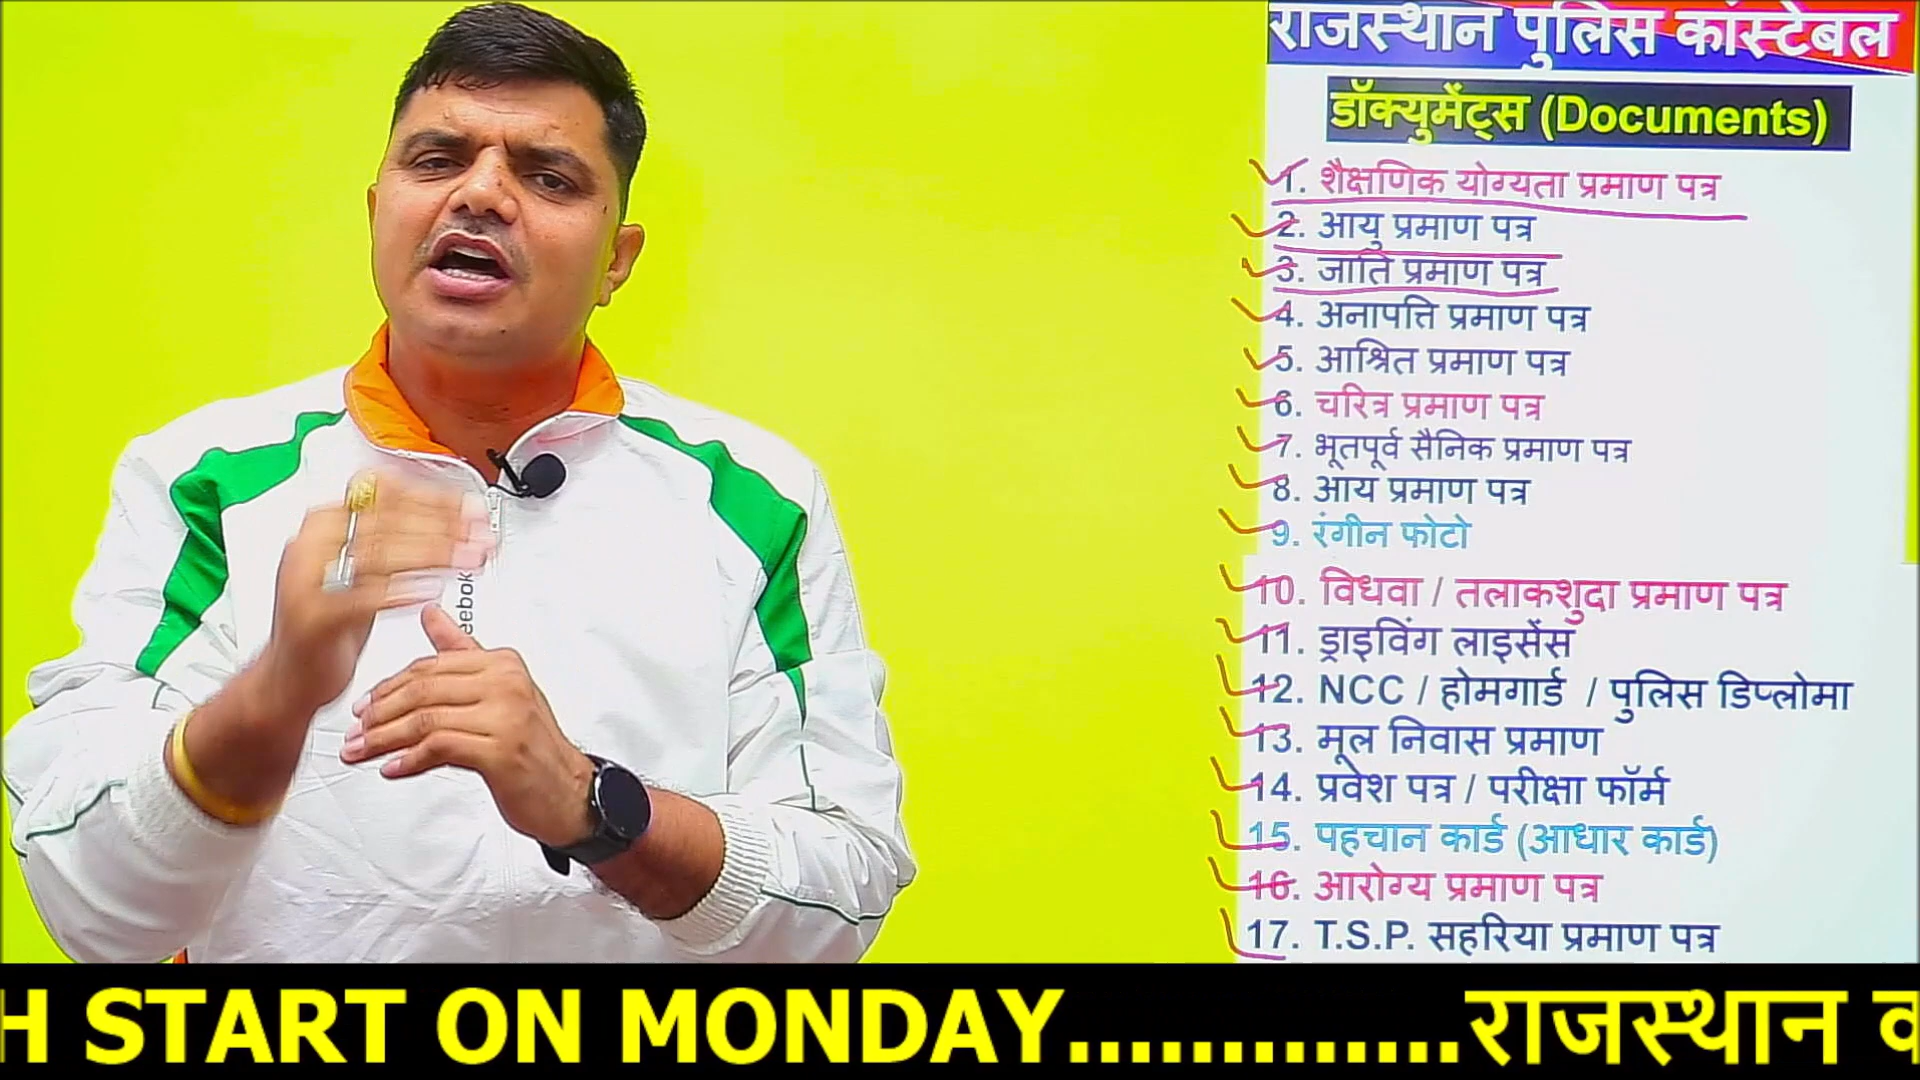 राजस्थान पुलिस कांस्टेबल
डॉक्युमेंट्स (Documents)
1. शैक्षणिक योग्यता प्रमाण पत्र
2. आयु प्रमाण पत्र
3. जाति प्रमाण पत्र
4. अनापत्ति प्रमाण पत्र
5. आश्रित प्रमाण पत्र
6. चरित्र प्रमाण पत्र
7. भूतपूर्व सैनिक प्रमाण पत्र
8. आय प्रमाण पत्र
9. रंगीन फोटो
10. विधवा / तलाकशुदा प्रमाण पत्र
11. ड्राइविंग लाइसेंस
12. NCC / होमगार्ड / पुलिस डिप्लोमा
13. मूल निवास प्रमाण
14. प्रवेश पत्र / परीक्षा फॉर्म
15. पहचान कार्ड (आधार कार्ड)
16. आरोग्य प्रमाण पत्र
17. T.S.P. सहरिया प्रमाण पत्र
eebok
H START ON MONDAY.............राजस्थान